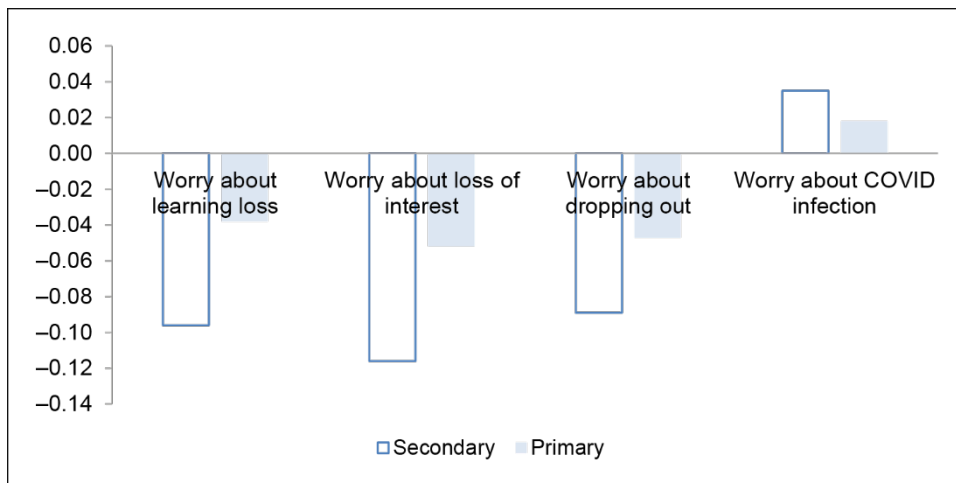 0.06
0.04
0.02
0.00
–0.02
–0.04
–0.06
–0.08
–0.10
–0.12
–0.14
Worry about
learning loss
Worry about loss of
interest
Worry about
dropping out
Worry about COVID
infection
Secondary
Primary